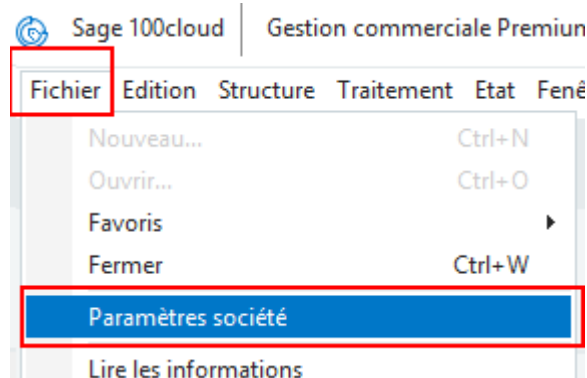 Sage 100cloud Gestion commerciale Premium
Fichier Edition Structure Traitement Etat Fenê
Nouveau... Ctrl+N
Ouvrir... Ctrl+O
Favoris
Fermer Ctrl+W
Paramètres société
Lire les informations